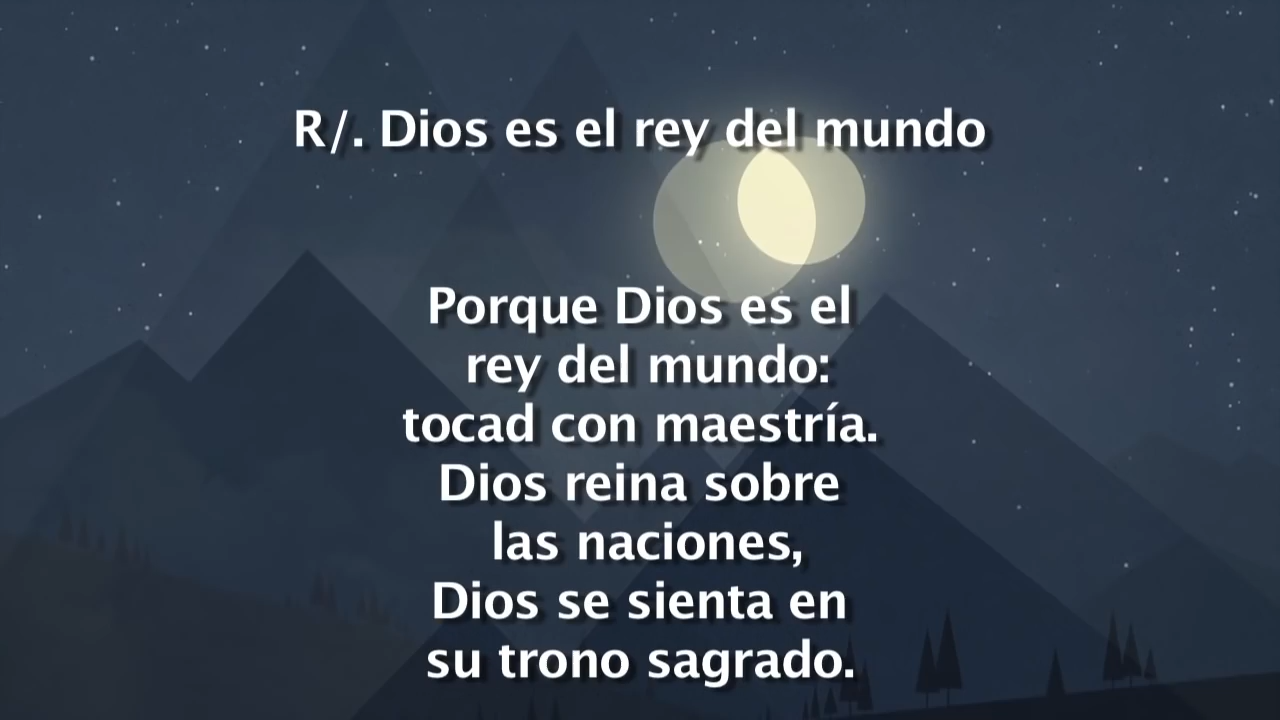 R/. Dios es el rey del mundo
Porque Dios es el
rey del mundo:
tocad con maestría.
Dios reina sobre
las naciones,
Dios se sienta en
su trono sagrado.